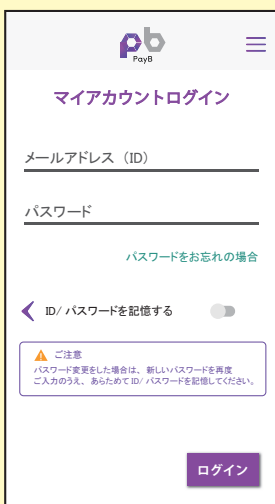 pb
PayB
マイアカウントログイン
メールアドレス（ID）
パスワード
パスワードをお忘れの場合
ID/ パスワードを記憶する
ご注意
パスワード変更をした場合は、新しいパスワードを再度
ご入力のうえ、あらためて ID/ パスワードを記憶してください。
ログイン